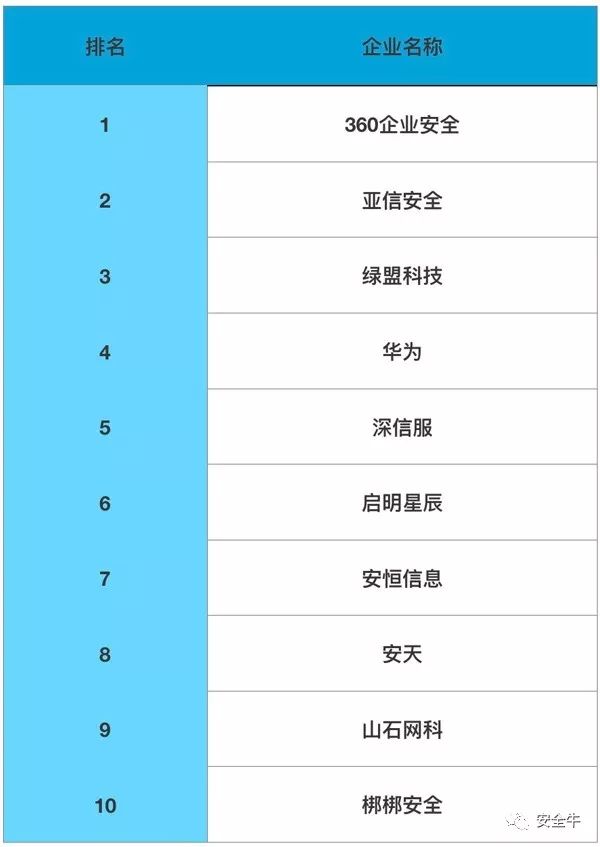 排名 企业名称
1 360企业安全
2 亚信安全
3 绿盟科技
4 华为
5 深信服
6 启明星辰
7 安恒信息
8 安天
9 山石网科
10 梆梆安全
安全牛